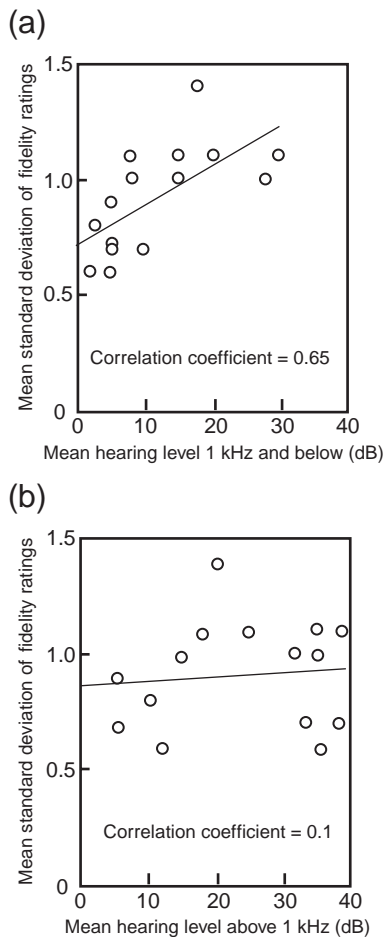 (a)
Mean standard deviation of fidelity ratings
1.5
1.0
0.5
0
Correlation coefficient = 0.65
10 20 30 40
Mean hearing level 1 kHz and below (dB)
(b)
Mean standard deviation of fidelity ratings
1.5
1.0
0.5
0
Correlation coefficient = 0.1
0 10 20 30 40
Mean hearing level above 1 kHz (dB)